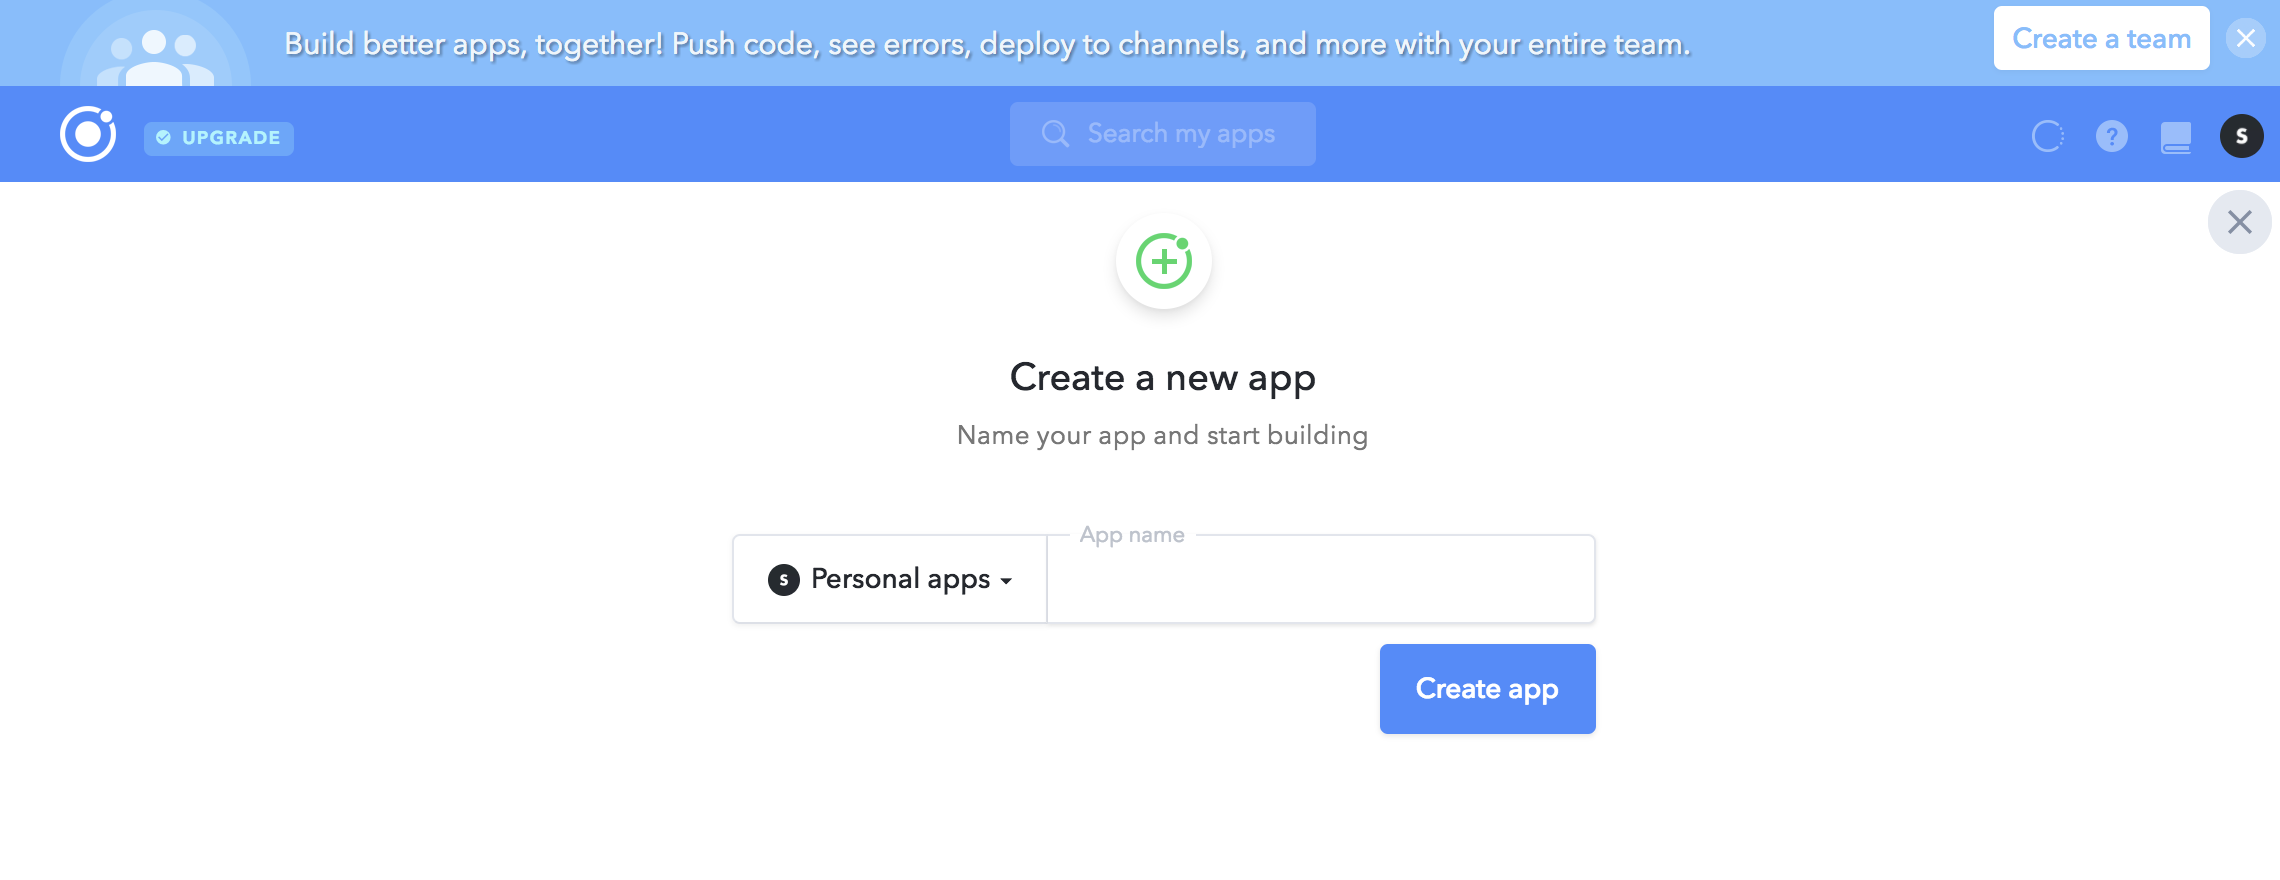 Build better apps, together! Push code, see errors, deploy to channels, and more with your entire team.
Create a team
UPGRADE
Search my apps
?
S
Create a new app
Name your app and start building
App name
S Personal apps
Create app